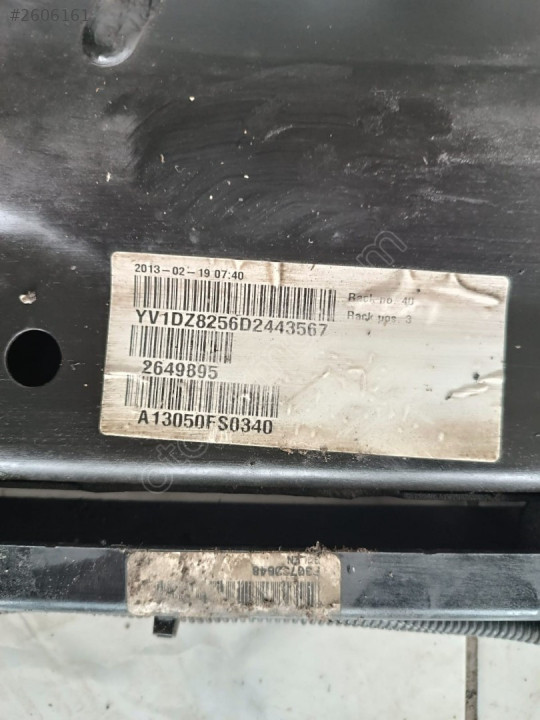 #2606161
2013-02-19 07:40
YV1DZ8256D2443567
Rack no: 40
Rack pos: 3
2649895
A13050FS0340